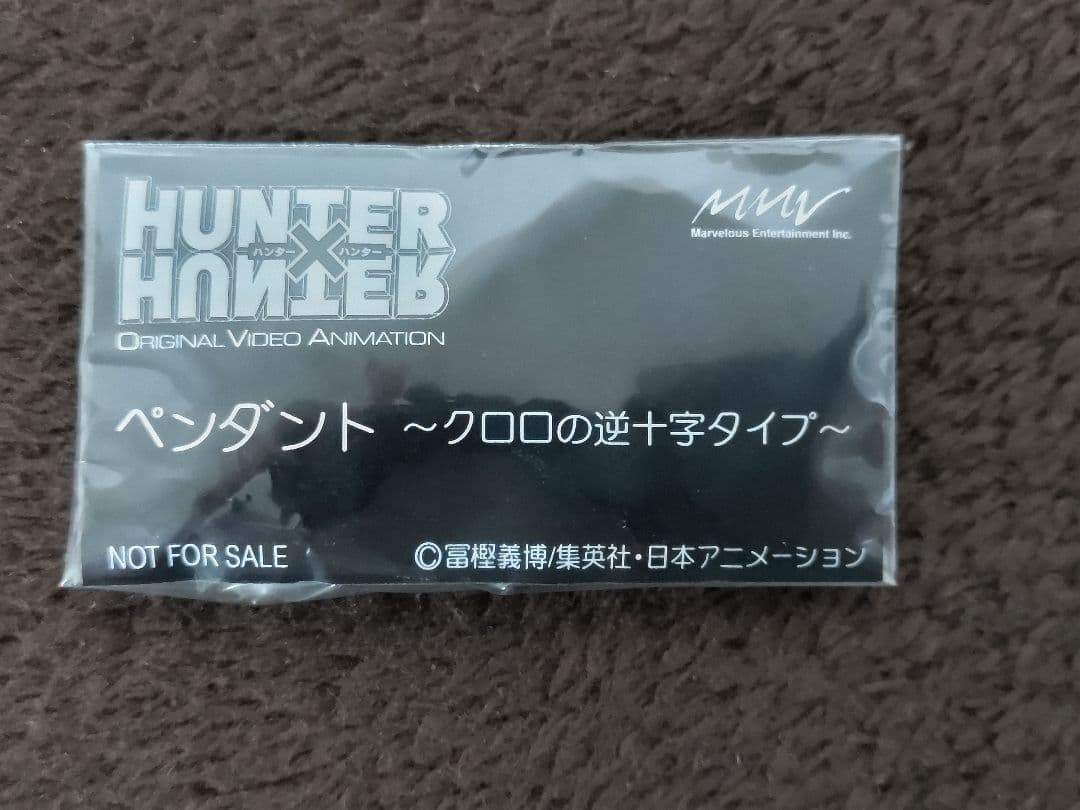 HUNTER
ハンター×ハンター
HUNTER
ORIGINAL VIDEO ANIMATION
MMV
Marvelous Entertainment Inc.
ペンダント ～クロロの逆十字タイプ～
NOT FOR SALE
©冨樫義博/集英社・日本アニメーション